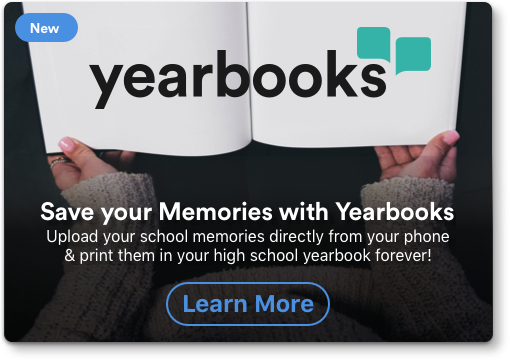 New
yearbooks
Save your Memories with Yearbooks
Upload your school memories directly from your phone
& print them in your high school yearbook forever!
Learn More